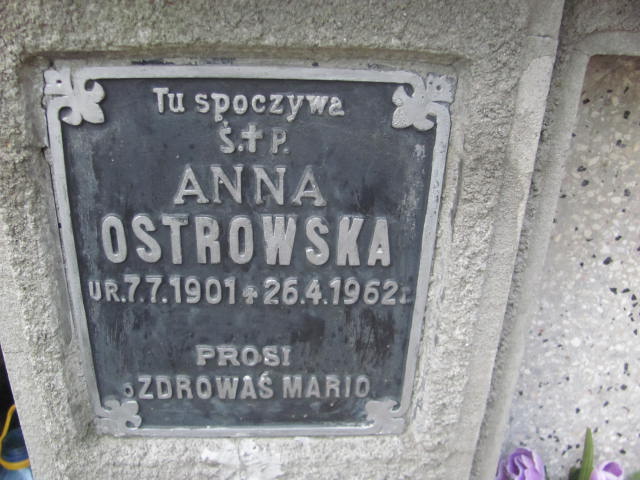 Tu spoczywa
Ś.✝P.
ANNA
OSTROWSKA
UR.7.7.1901 ✝ 26.4.1962 r.
PROSI
o ZDROWAŚ MARIO